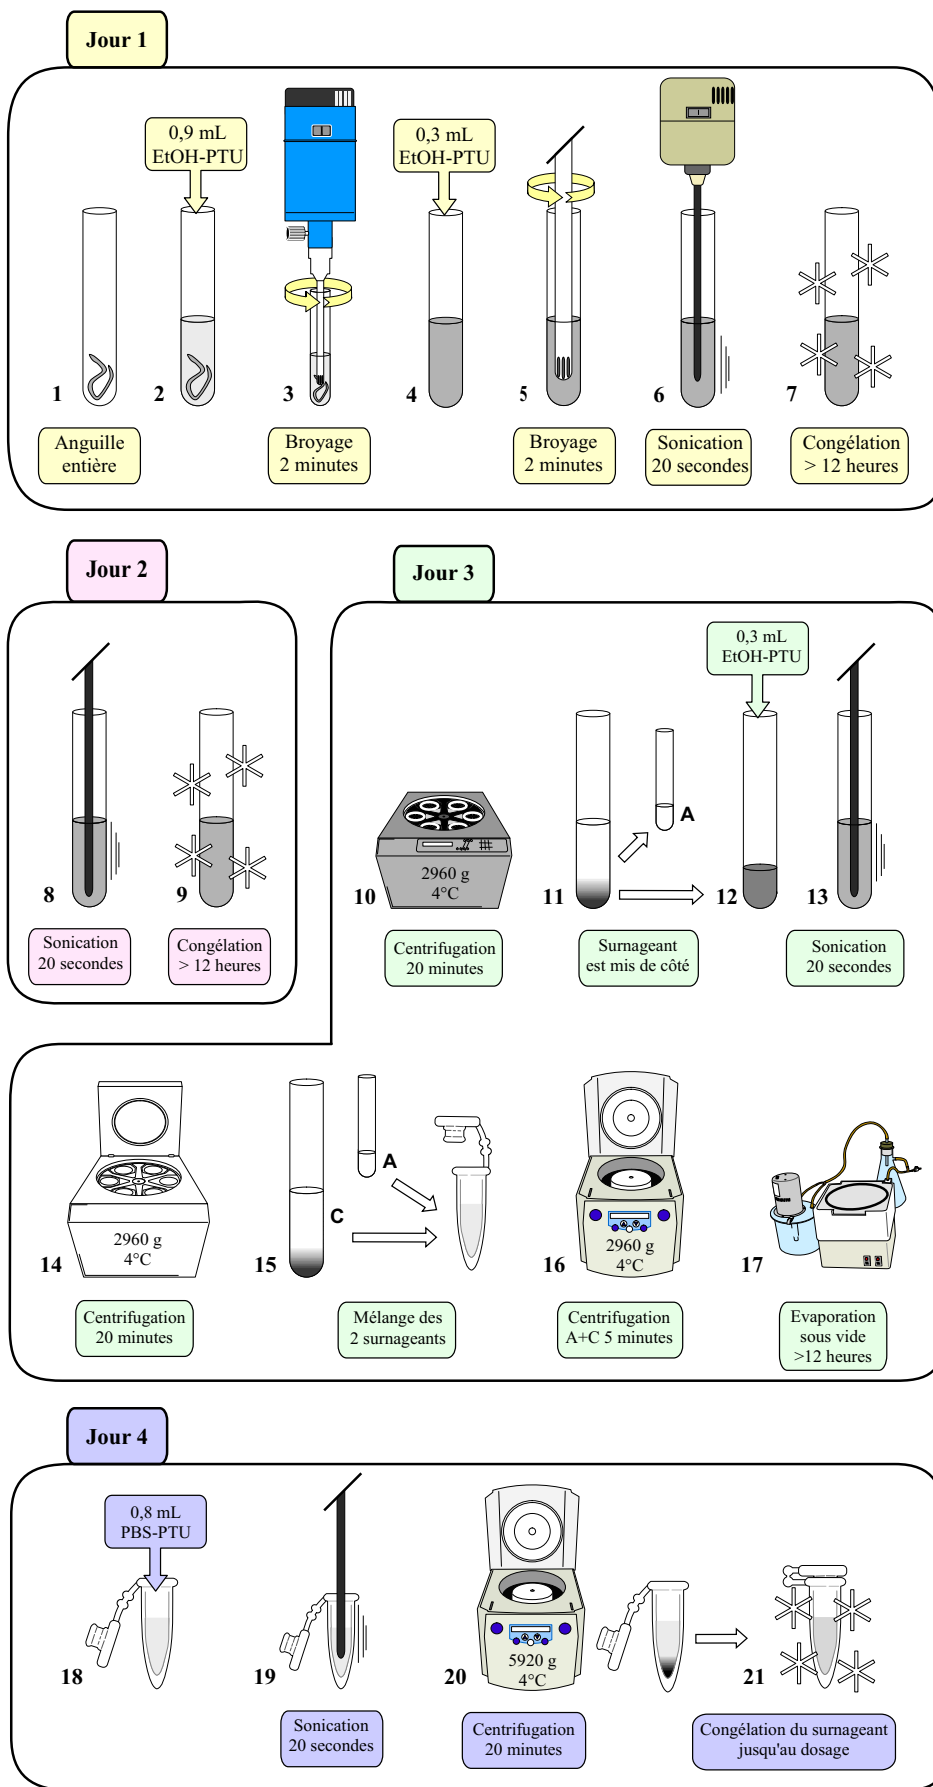 Jour 1
0,9 mL
EtOH-PTU
0,3 mL
EtOH-PTU
1
2
3
4
5
6
7
Anguille
entière
Broyage
2 minutes
Broyage
2 minutes
Sonication
20 secondes
Congélation
> 12 heures
Jour 2
8
9
Sonication
20 secondes
Congélation
> 12 heures
Jour 3
0,3 mL
EtOH-PTU
A
2960 g
4°C
10
11
12
13
Centrifugation
20 minutes
Surnageant
est mis de côté
Sonication
20 secondes
A
C
2960 g
4°C
2960 g
4°C
14
15
16
17
Centrifugation
20 minutes
Mélange des
2 surnageants
Centrifugation
A+C 5 minutes
Evaporation
sous vide
>12 heures
Jour 4
0,8 mL
PBS-PTU
5920 g
4°C
18
19
20
21
Sonication
20 secondes
Centrifugation
20 minutes
Congélation du surnageant
jusqu'au dosage